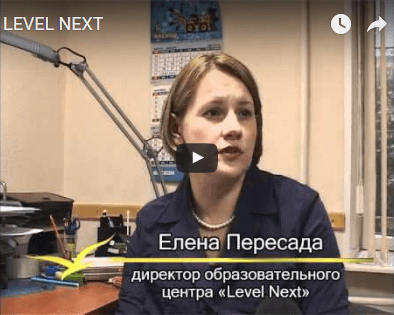 LEVEL NEXT
Елена Пересада
директор образовательного
центра «Level Next»